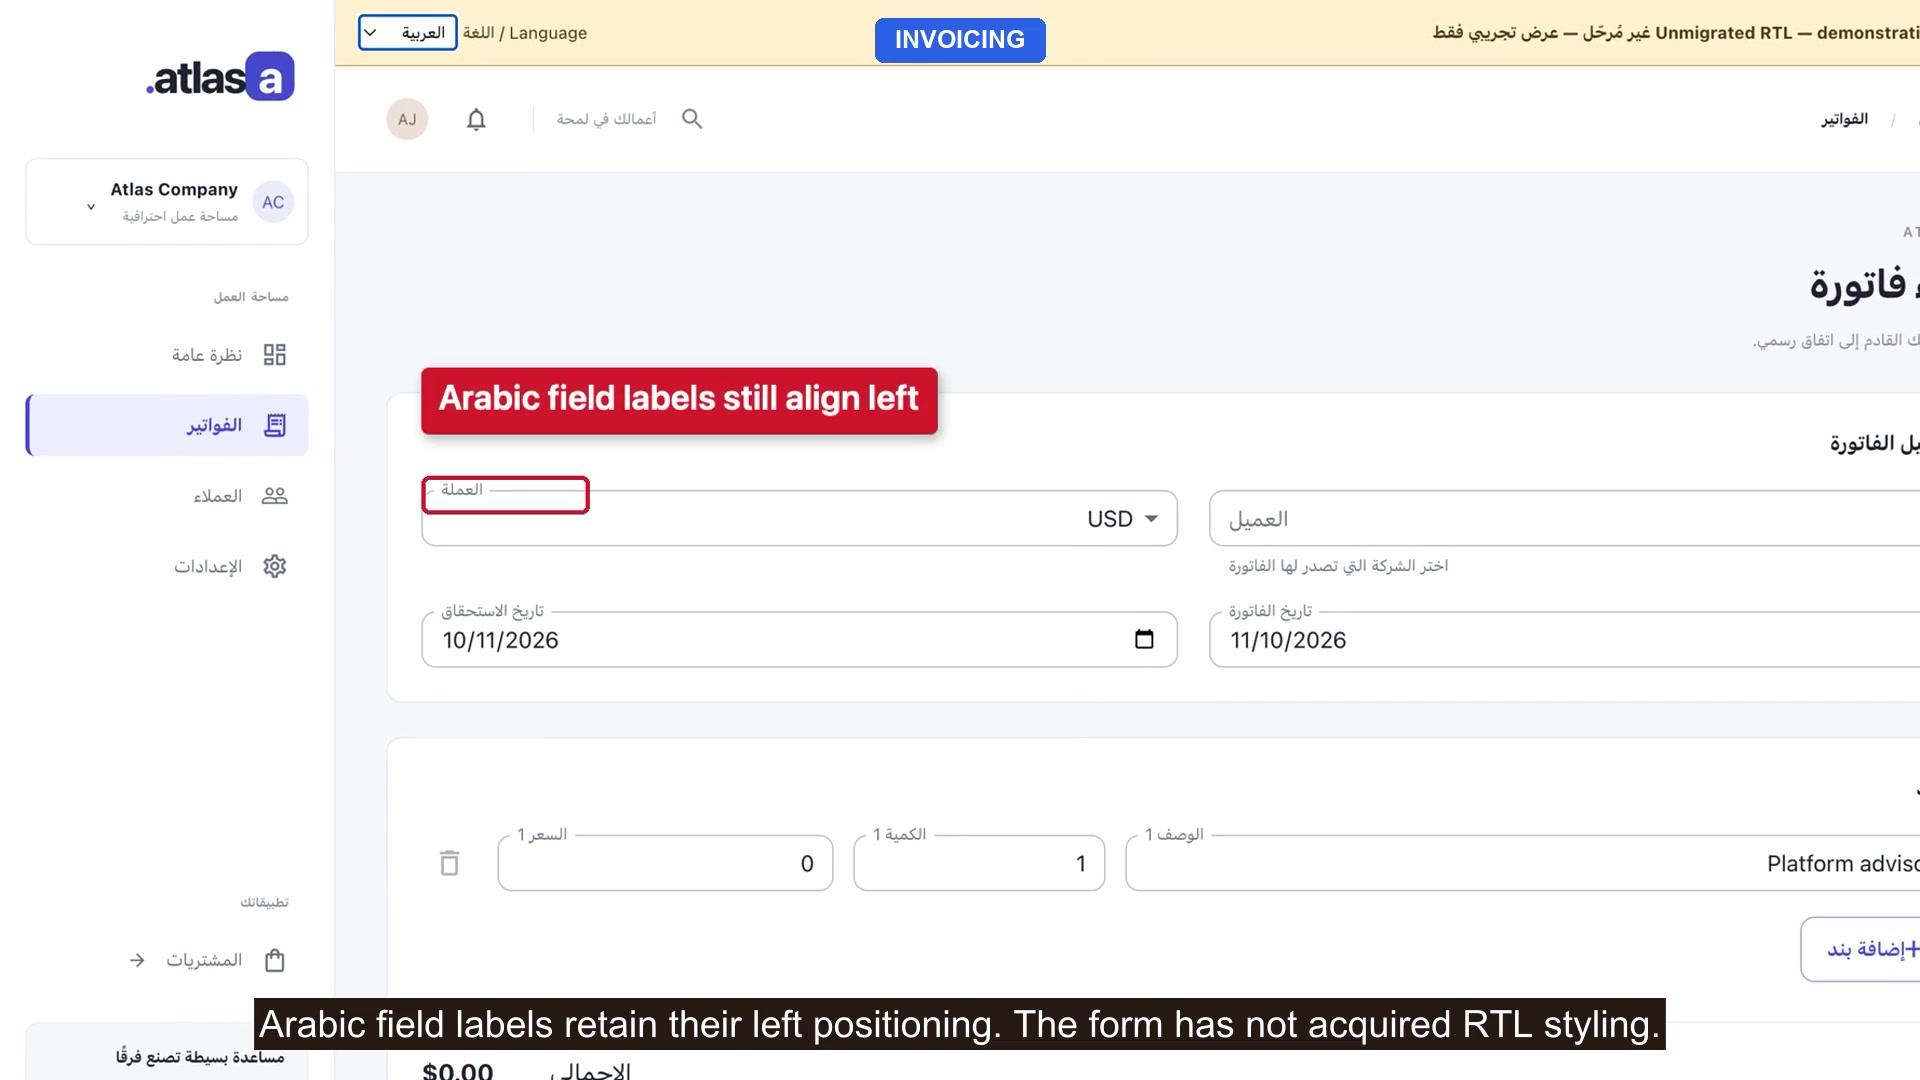 العربية
اللغة / Language
INVOICING
غير مُرحّل — عرض تجريبي فقط Unmigrated RTL —
atlas.
a
AJ
أعمالك في لمحة
الفواتير /
Atlas Company
مساحة عمل احترافية
AC
مساحة العمل
نظرة عامة
الفواتير
العملاء
الإعدادات
تطبيقاتك
المشتريات
مساعدة بسيطة تصنع فرقًا
فاتورة
القادم إلى اتفاق رسمي.
Arabic field labels still align left
الفاتورة
العملة
USD
العميل
اختر الشركة التي تصدر لها الفاتورة
تاريخ الاستحقاق
10/11/2026
تاريخ الفاتورة
11/10/2026
السعر 1
0
الكمية 1
1
الوصف 1
Platform
إضافة بند
+
Arabic field labels retain their left positioning. The form has not acquired RTL styling.
$0.00
الإجمالي